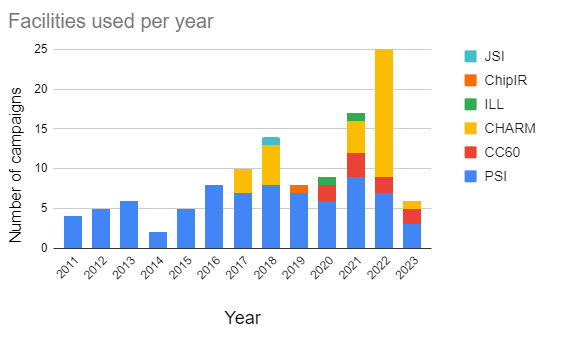 Facilities used per year
25
20
15
10
5
0
Number of campaigns
2011
2012
2013
2014
2015
2016
2017
2018
2019
2020
2021
2022
2023
Year
JSI
ChipIR
ILL
CHARM
CC60
PSI